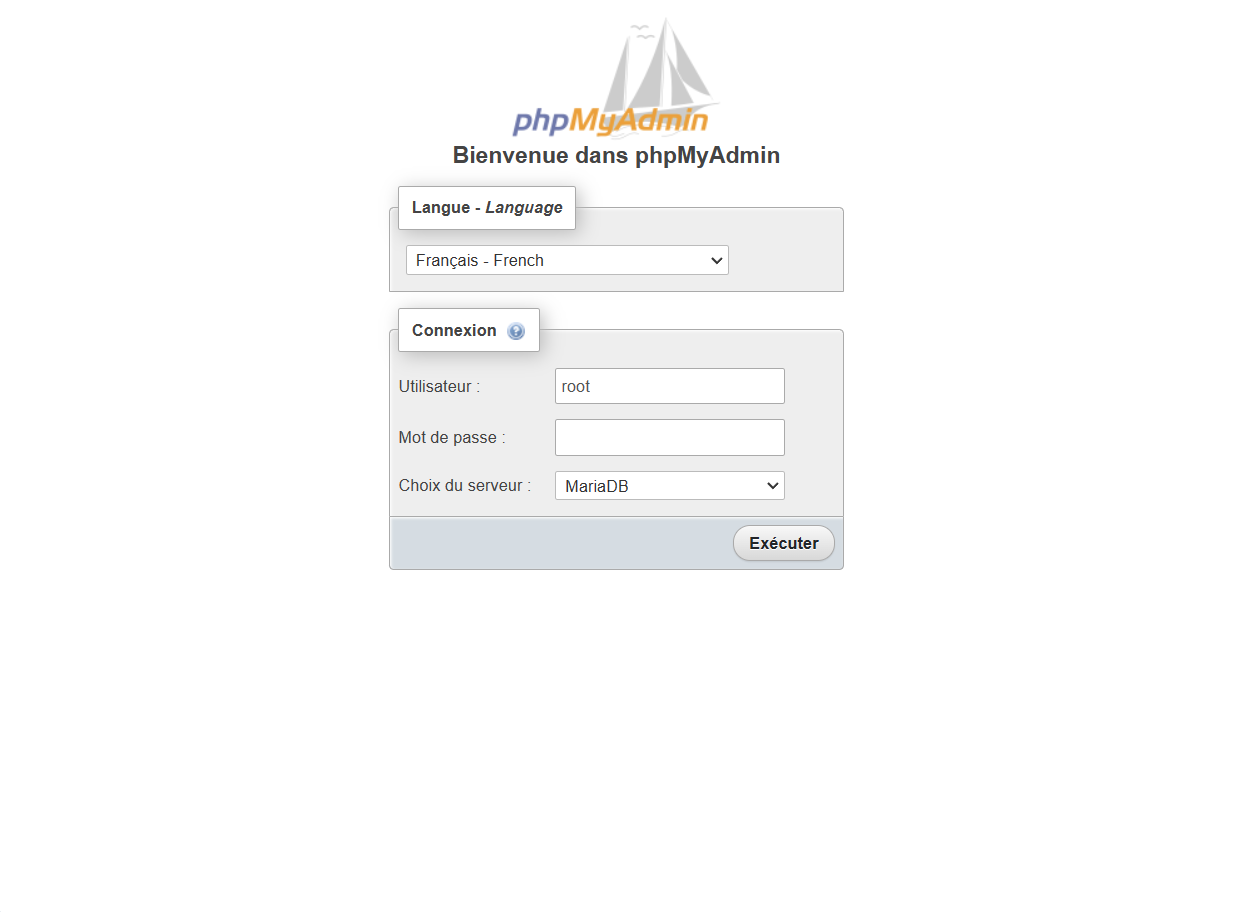 phpMyAdmin
Bienvenue dans phpMyAdmin
Langue - Language
Français - French
Connexion ?
Utilisateur : root
Mot de passe :
Choix du serveur : MariaDB
Exécuter